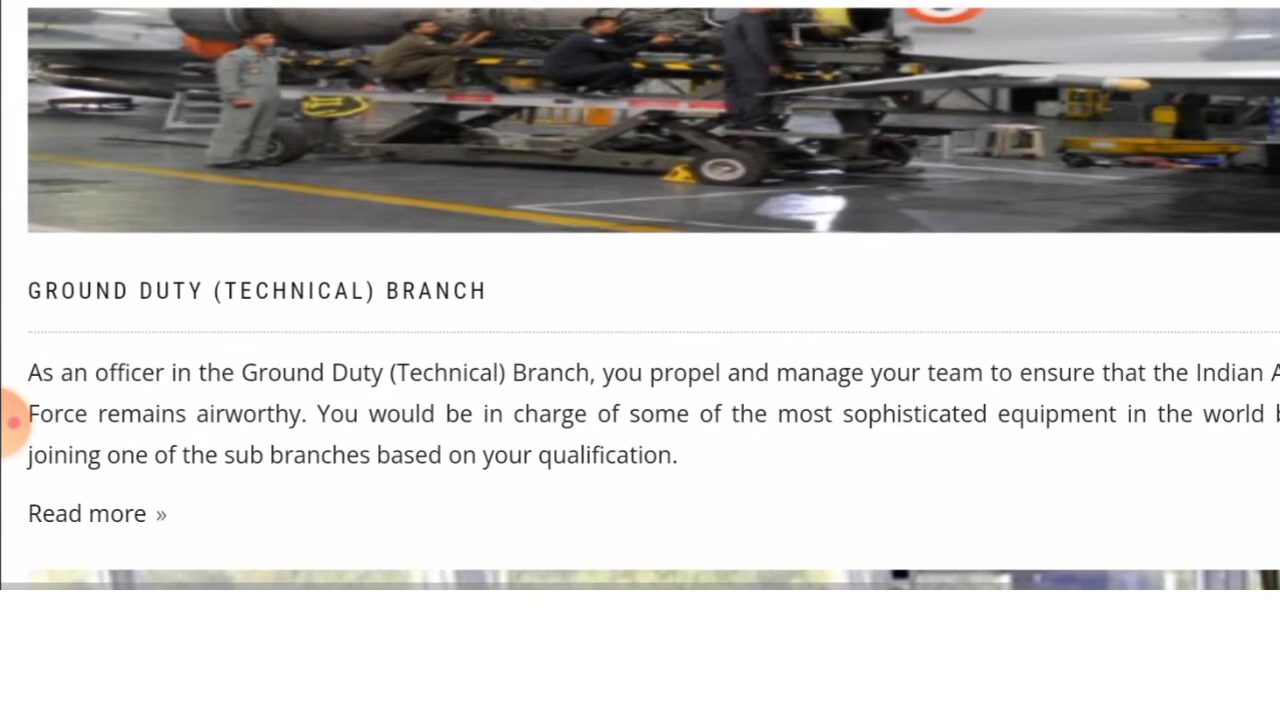 GROUND DUTY (TECHNICAL) BRANCH
As an officer in the Ground Duty (Technical) Branch, you propel and manage your team to ensure that the Indian
Force remains airworthy. You would be in charge of some of the most sophisticated equipment in the world
joining one of the sub branches based on your qualification.
Read more »